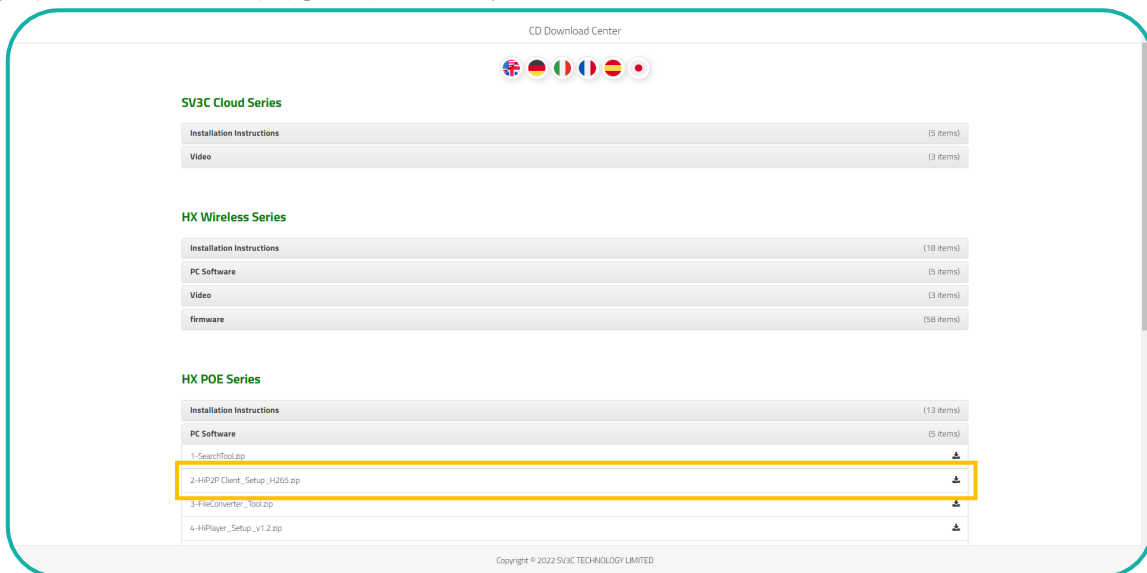 CD Download Center
SV3C Cloud Series
Installation Instructions (5 items)
Video (3 items)
HX Wireless Series
Installation Instructions (18 items)
PC Software (5 items)
Video (3 items)
firmware (58 items)
HX POE Series
Installation Instructions (13 items)
PC Software (5 items)
1-SearchTool.zip
2-HiP2P Client_Setup_H265.zip
3-FileConverter_Tool.zip
4-HiPlayer_Setup_v1.2.zip
Copyright © 2022 SV3C TECHNOLOGY LIMITED